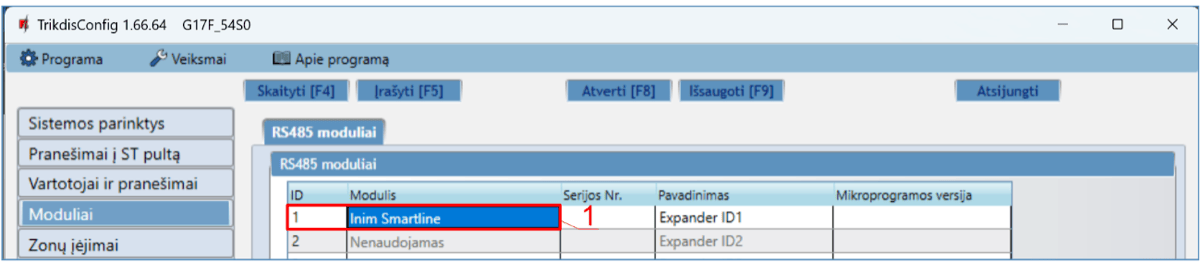 TrikdisConfig 1.66.64 G17F_54S0
Programa Veiksmai Apie programą
Skaityti [F4] Įrašyti [F5] Atverti [F8] Išsaugoti [F9] Atsijungti
Sistemos parinktys
Pranešimai į ST pultą
Vartotojai ir pranešimai
Moduliai
Zonų įėjimai
RS485 moduliai
RS485 moduliai
ID Modulis Serijos Nr. Pavadinimas Mikroprogramos versija
1 Inim Smartline 1 Expander ID1
2 Nenaudojamas Expander ID2